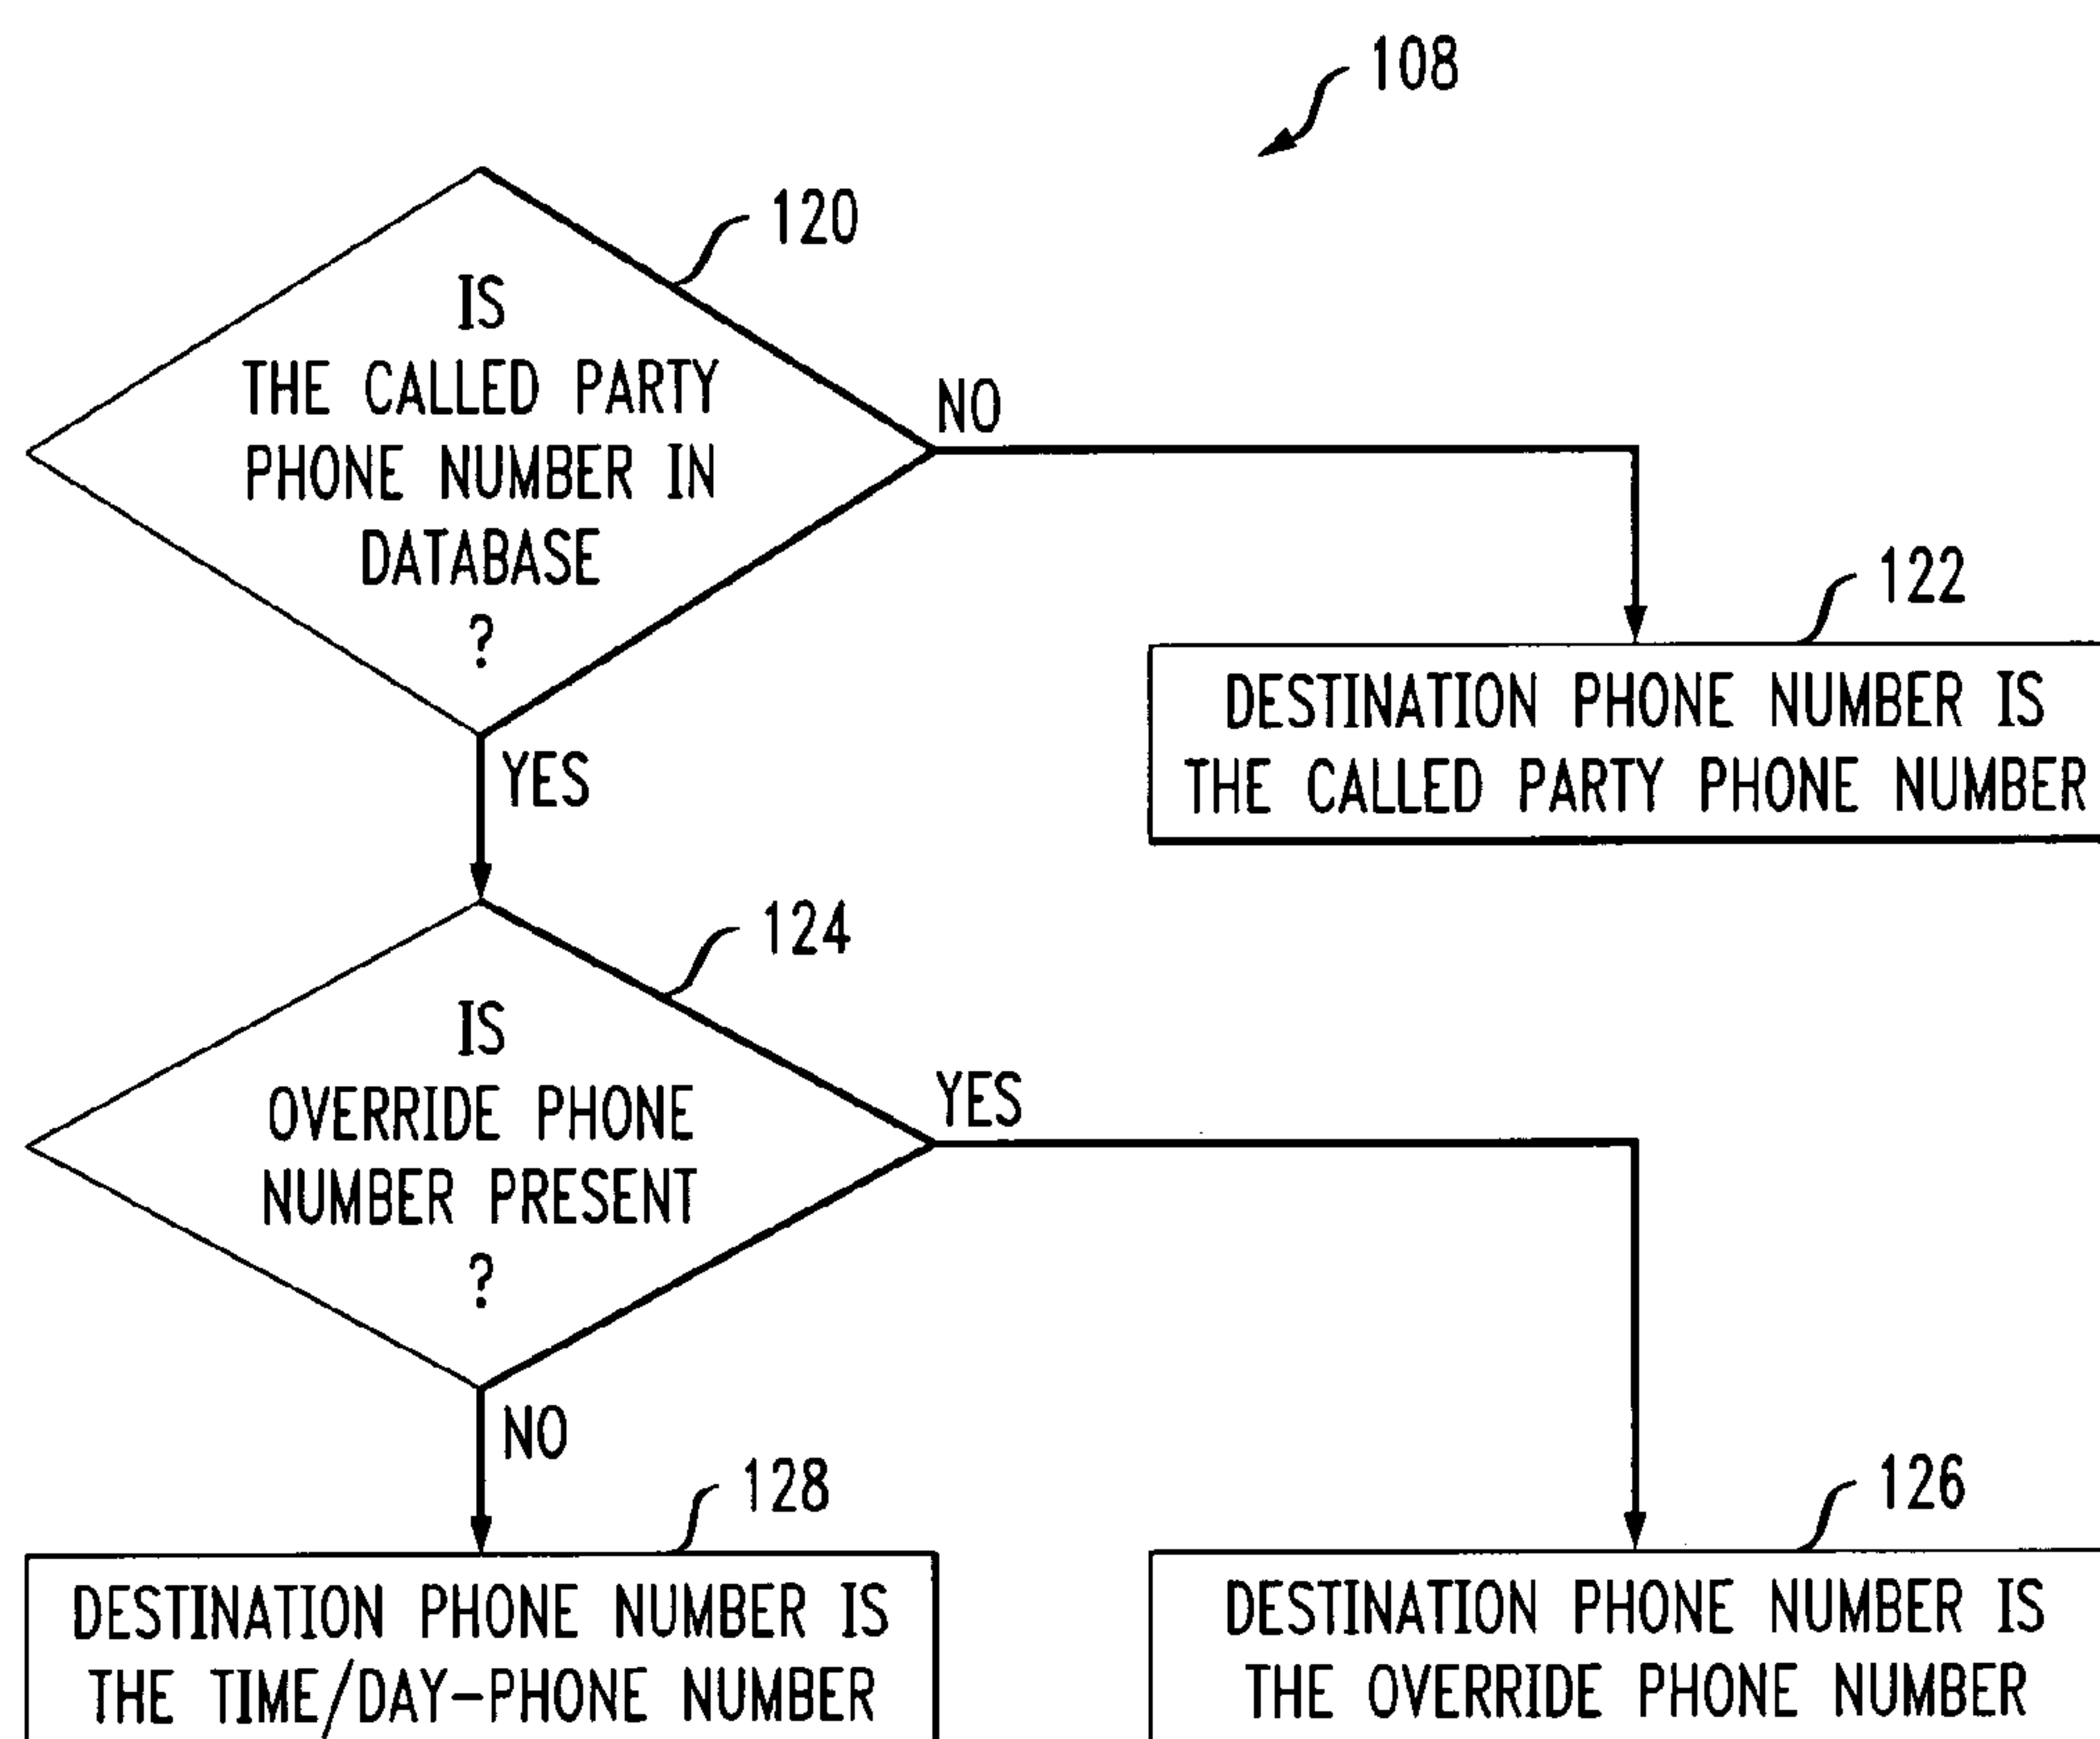 108
120
IS
THE CALLED PARTY
PHONE NUMBER IN
DATABASE
?
NO
YES
122
DESTINATION PHONE NUMBER IS
THE CALLED PARTY PHONE NUMBER
124
IS
OVERRIDE PHONE
NUMBER PRESENT
?
YES
NO
128
DESTINATION PHONE NUMBER IS
THE TIME/DAY-PHONE NUMBER
126
DESTINATION PHONE NUMBER IS
THE OVERRIDE PHONE NUMBER